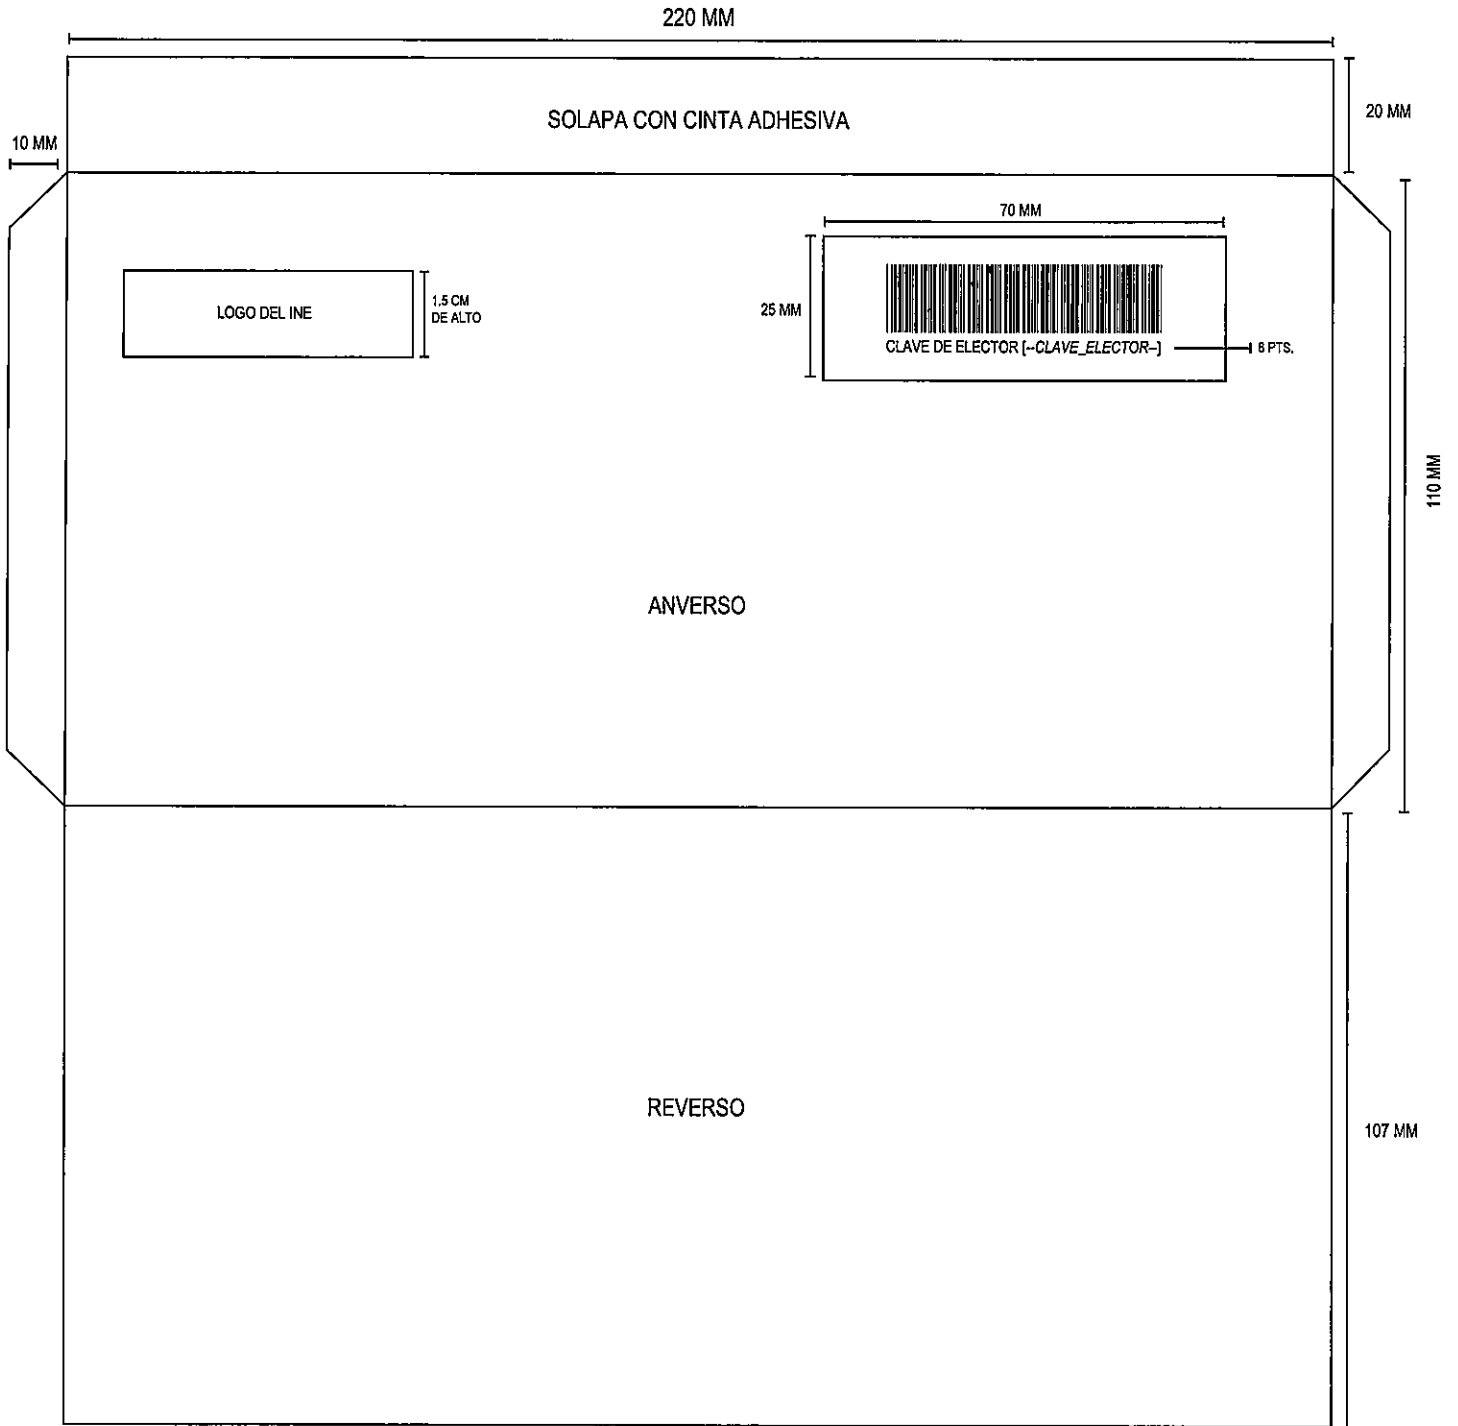 220 MM
SOLAPA CON CINTA ADHESIVA
20 MM
10 MM
70 MM
LOGO DEL INE
1.5 CM
DE ALTO
25 MM
CLAVE DE ELECTOR [--CLAVE_ELECTOR--]
6 PTS.
110 MM
ANVERSO
REVERSO
107 MM